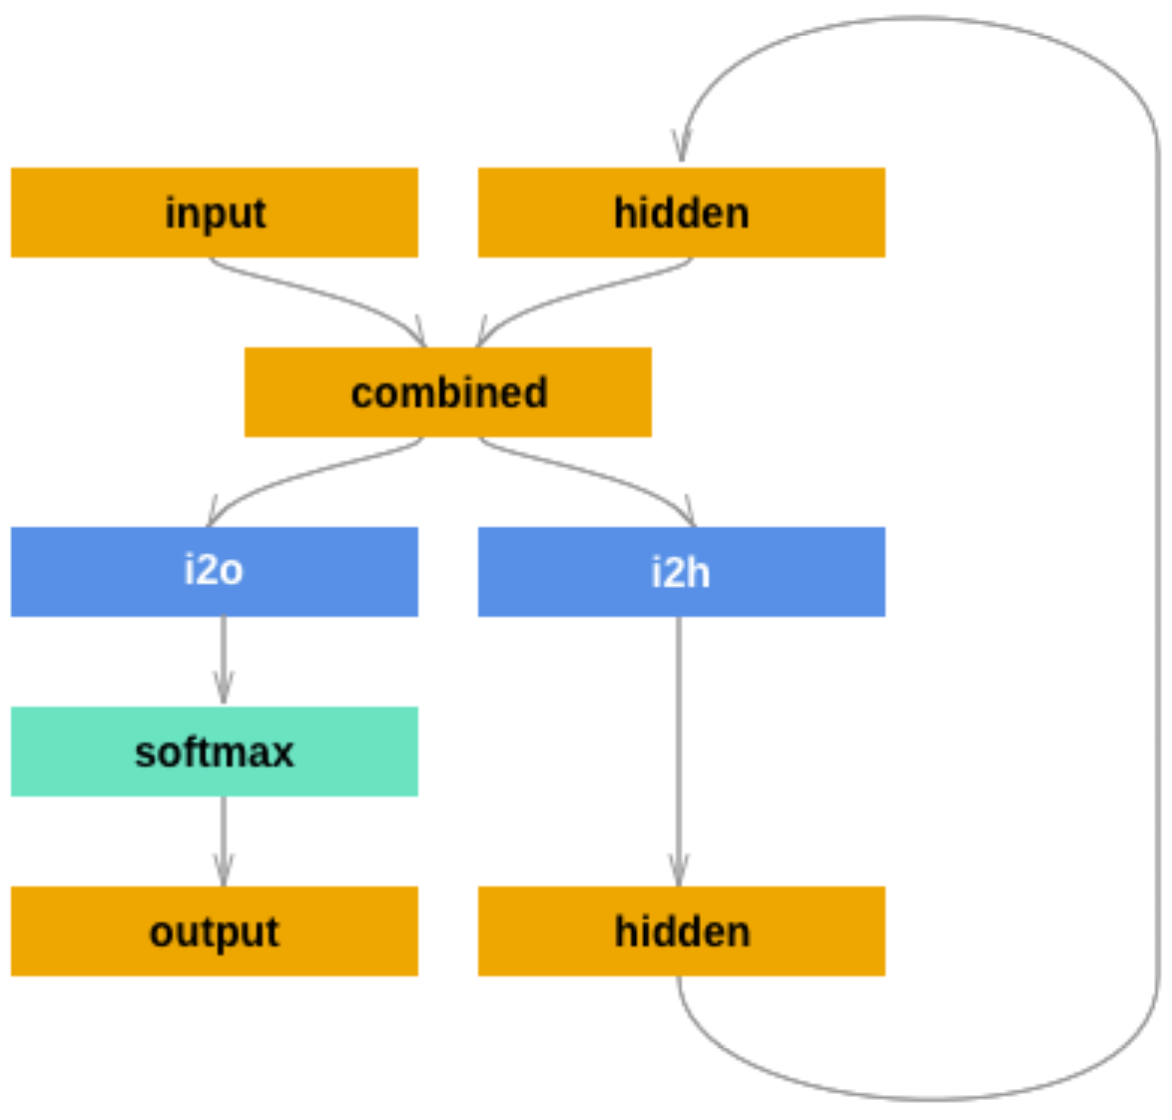 input
hidden
combined
i2o
i2h
softmax
output
hidden